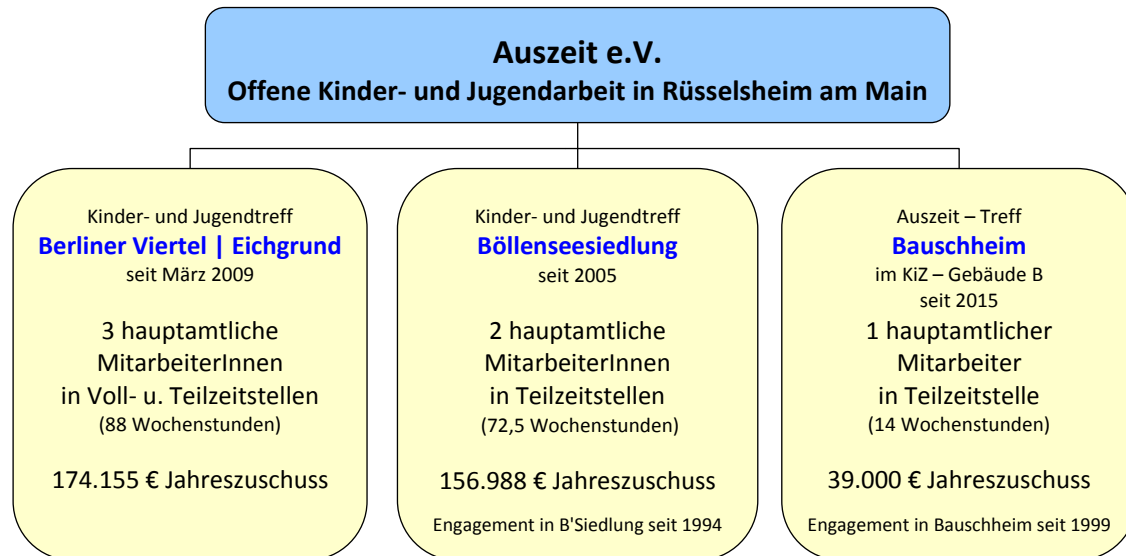 Auszeit e.V.
Offene Kinder- und Jugendarbeit in Rüsselsheim am Main
Kinder- und Jugendtreff
Berliner Viertel | Eichgrund
seit März 2009
3 hauptamtliche
MitarbeiterInnen
in Voll- u. Teilzeitstellen
(88 Wochenstunden)
174.155 € Jahreszuschuss
Kinder- und Jugendtreff
Böllenseesiedlung
seit 2005
2 hauptamtliche
MitarbeiterInnen
in Teilzeitstellen
(72,5 Wochenstunden)
156.988 € Jahreszuschuss
Engagement in B'Siedlung seit 1994
Auszeit – Treff
Bauschheim
im KiZ – Gebäude B
seit 2015
1 hauptamtlicher
Mitarbeiter
in Teilzeitstelle
(14 Wochenstunden)
39.000 € Jahreszuschuss
Engagement in Bauschheim seit 1999